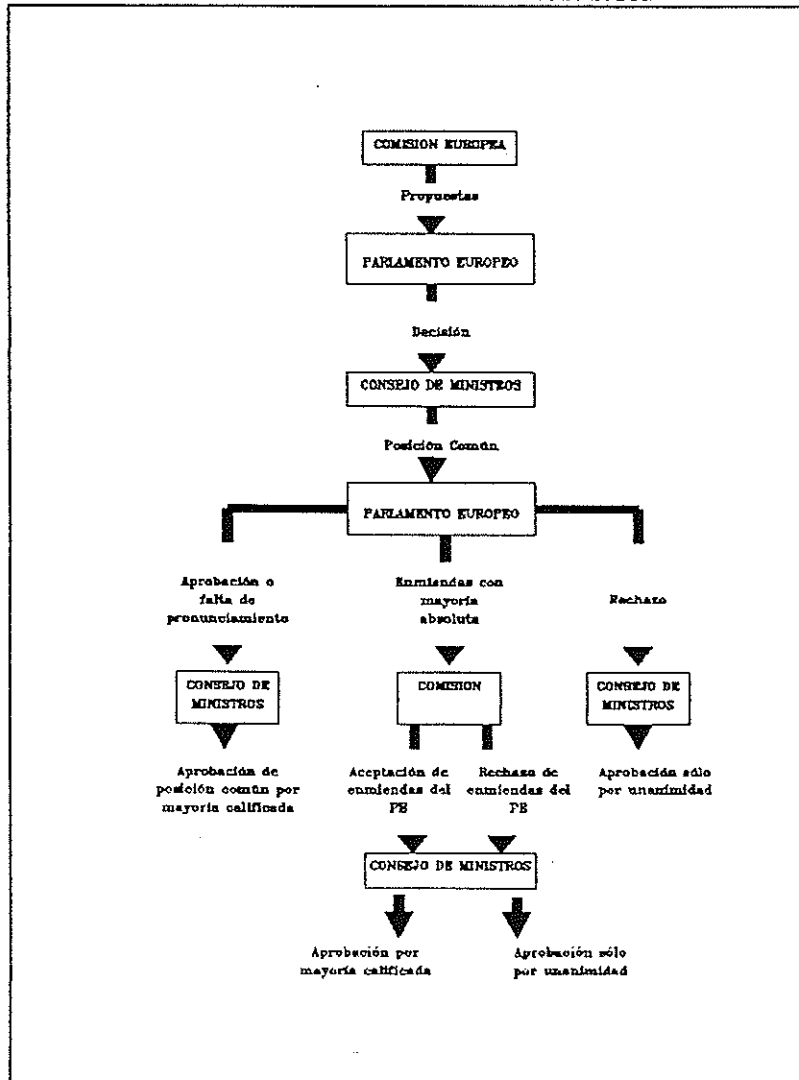 COMISION EUROPEA
Propuestas
PARLAMENTO EUROPEO
Decisión
CONSEJO DE MINISTROS
Posición Común
PARLAMENTO EUROPEO
Aprobación o
falta de
pronunciamiento
Enmiendas con
mayoría
absoluta
Rechazo
CONSEJO DE
MINISTROS
COMISION
CONSEJO DE
MINISTROS
Aprobación de
posición común por
mayoría calificada
Aceptación de
enmiendas del
PE
Rechazo de
enmiendas del
PE
Aprobación sólo
por unanimidad
CONSEJO DE MINISTROS
Aprobación por
mayoría calificada
Aprobación sólo
por unanimidad